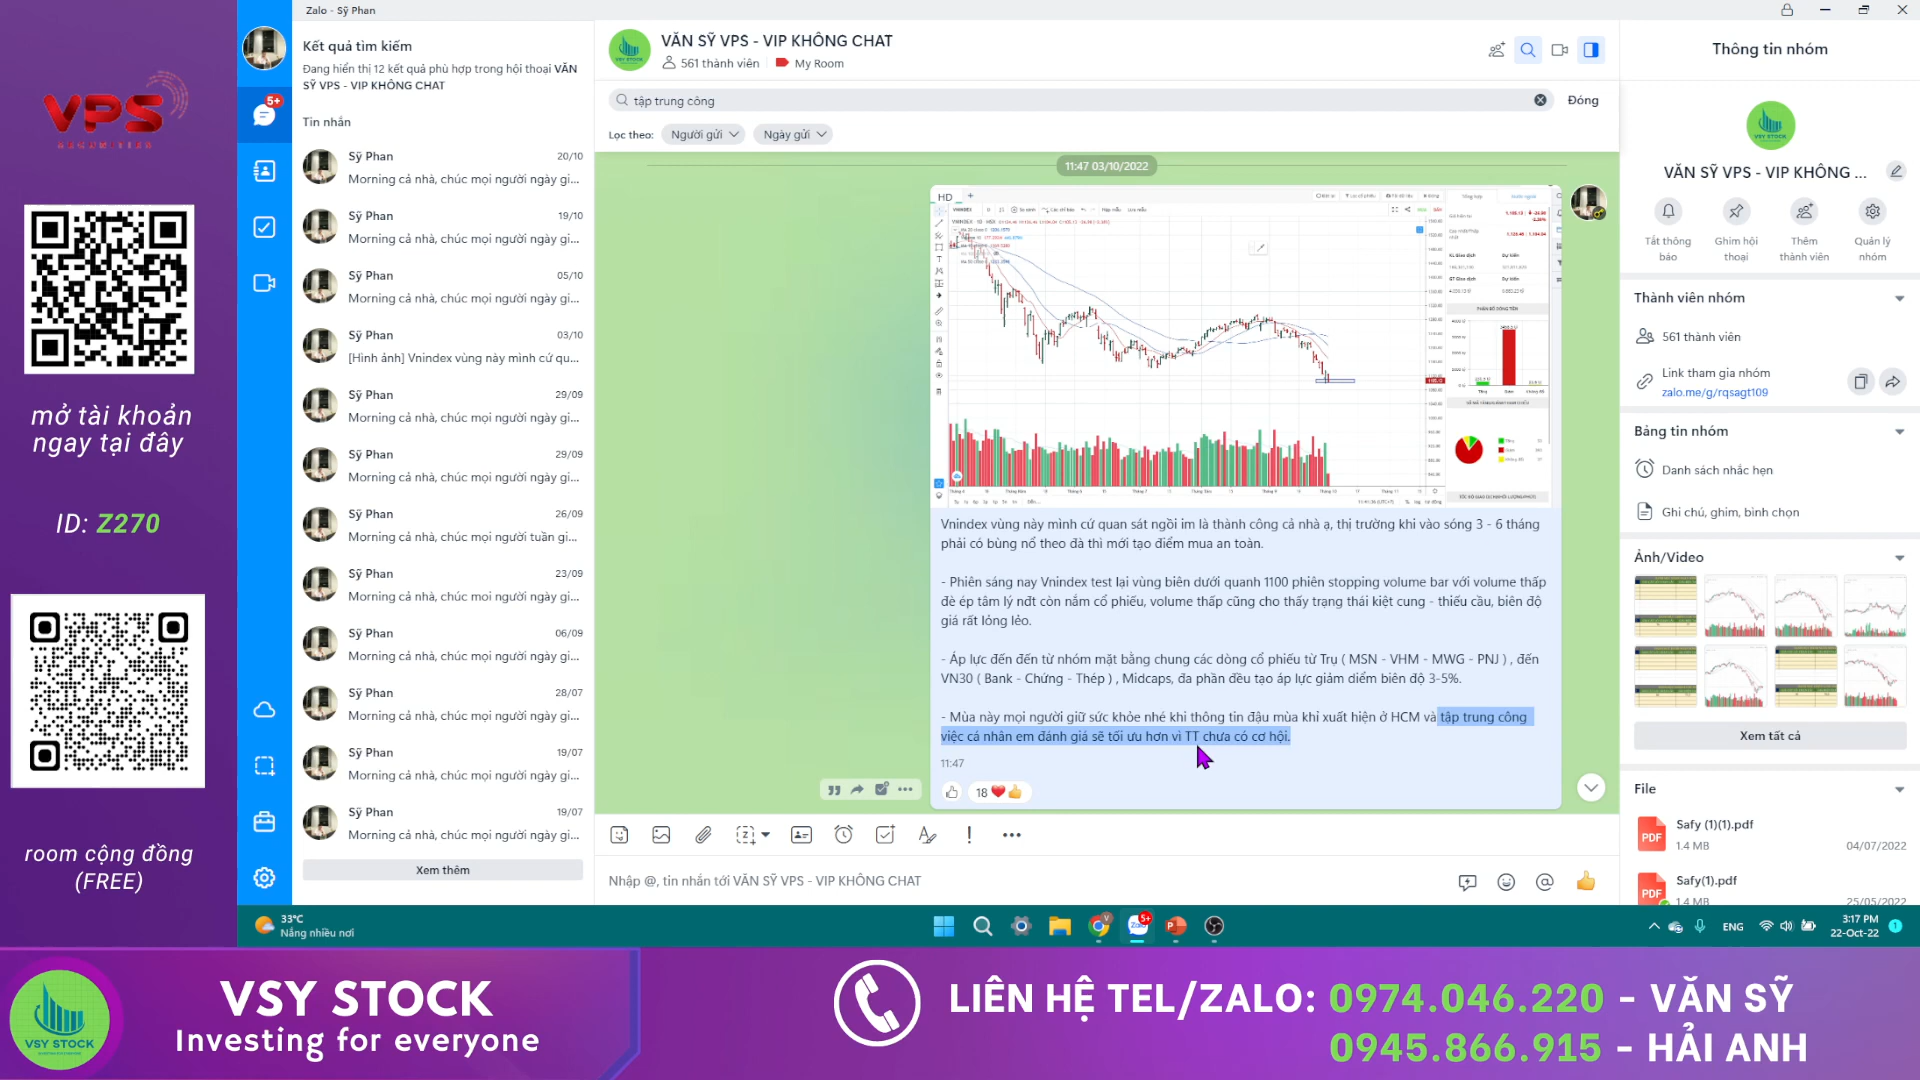 VPS
mở tài khoản
ngay tại đây
ID: Z270
room cộng đồng
(FREE)
Zalo - Sỹ Phan
5+
Kết quả tìm kiếm
Đang hiển thị 12 kết quả phù hợp trong hội thoại VĂN
SỸ VPS - VIP KHÔNG CHAT
Tin nhắn
Sỹ Phan 20/10
Morning cả nhà, chúc mọi người ngày gi...
Sỹ Phan 19/10
Morning cả nhà, chúc mọi người ngày gi...
Sỹ Phan 05/10
Morning cả nhà, chúc mọi người ngày gi...
Sỹ Phan 03/10
[Hình ảnh] Vnindex vùng này mình cứ qu...
Sỹ Phan 29/09
Morning cả nhà, chúc mọi người ngày gi...
Sỹ Phan 29/09
Morning cả nhà, chúc mọi người ngày gi...
Sỹ Phan 26/09
Morning cả nhà, chúc mọi người tuần gi...
Sỹ Phan 23/09
Morning cả nhà, chúc moi người ngày gi...
Sỹ Phan 06/09
Morning cả nhà, chúc mọi người ngày gi...
Sỹ Phan 28/07
Morning cả nhà, chúc mọi người ngày gi...
Sỹ Phan 19/07
Morning cả nhà, chúc mọi người ngày gi...
Sỹ Phan 19/07
Morning cả nhà, chúc mọi người ngày gi...
Xem thêm
VĂN SỸ VPS - VIP KHÔNG CHAT
561 thành viên My Room
tập trung công
Đóng
Lọc theo: Người gửi Ngày gửi
11:47 03/10/2022
HD
Vnindex vùng này mình cứ quan sát ngồi im là thành công cả nhà ạ, thị trường khi vào sóng 3 - 6 tháng
phải có bùng nổ theo đà thì mới tạo điểm mua an toàn.
- Phiên sáng nay Vnindex test lại vùng biên dưới quanh 1100 phiên stopping volume bar với volume thấp
đè ép tâm lý nđt còn nắm cổ phiếu, volume thấp cũng cho thấy trạng thái kiệt cung - thiếu cầu, biên độ
giá rất lỏng lẻo.
- Áp lực đến đến từ nhóm mặt bằng chung các dòng cổ phiếu từ Trụ ( MSN - VHM - MWG - PNJ ) , đến
VN30 ( Bank - Chứng - Thép ) , Midcaps, đa phần đều tạo áp lực giảm điểm biên độ 3-5%.
- Mùa này mọi người giữ sức khỏe nhé khi thông tin đậu mùa khỉ xuất hiện ở HCM và tập trung công
việc cá nhân em đánh giá sẽ tối ưu hơn vì TT chưa có cơ hội.
11:47
18
Nhập @, tin nhắn tới VĂN SỸ VPS - VIP KHÔNG CHAT
Thông tin nhóm
VĂN SỸ VPS - VIP KHÔNG ...
Tắt thông
báo
Ghim hội
thoại
Thêm
thành viên
Quản lý
nhóm
Thành viên nhóm
561 thành viên
Link tham gia nhóm
zalo.me/g/rqsagt109
Bảng tin nhóm
Danh sách nhắc hẹn
Ghi chú, ghim, bình chọn
Ảnh/Video
Xem tất cả
File
PDF
Safy (1)(1).pdf
1.4 MB 04/07/2022
PDF
Safy(1).pdf
1.4 MB 25/05/2022
33°C
Nắng nhiều nơi
Zalo
5+
ENG
3:17 PM
22-Oct-22
1
VSY STOCK
VSY STOCK
Investing for everyone
LIÊN HỆ TEL/ZALO: 0974.046.220 - VĂN SỸ
0945.866.915 - HẢI ANH